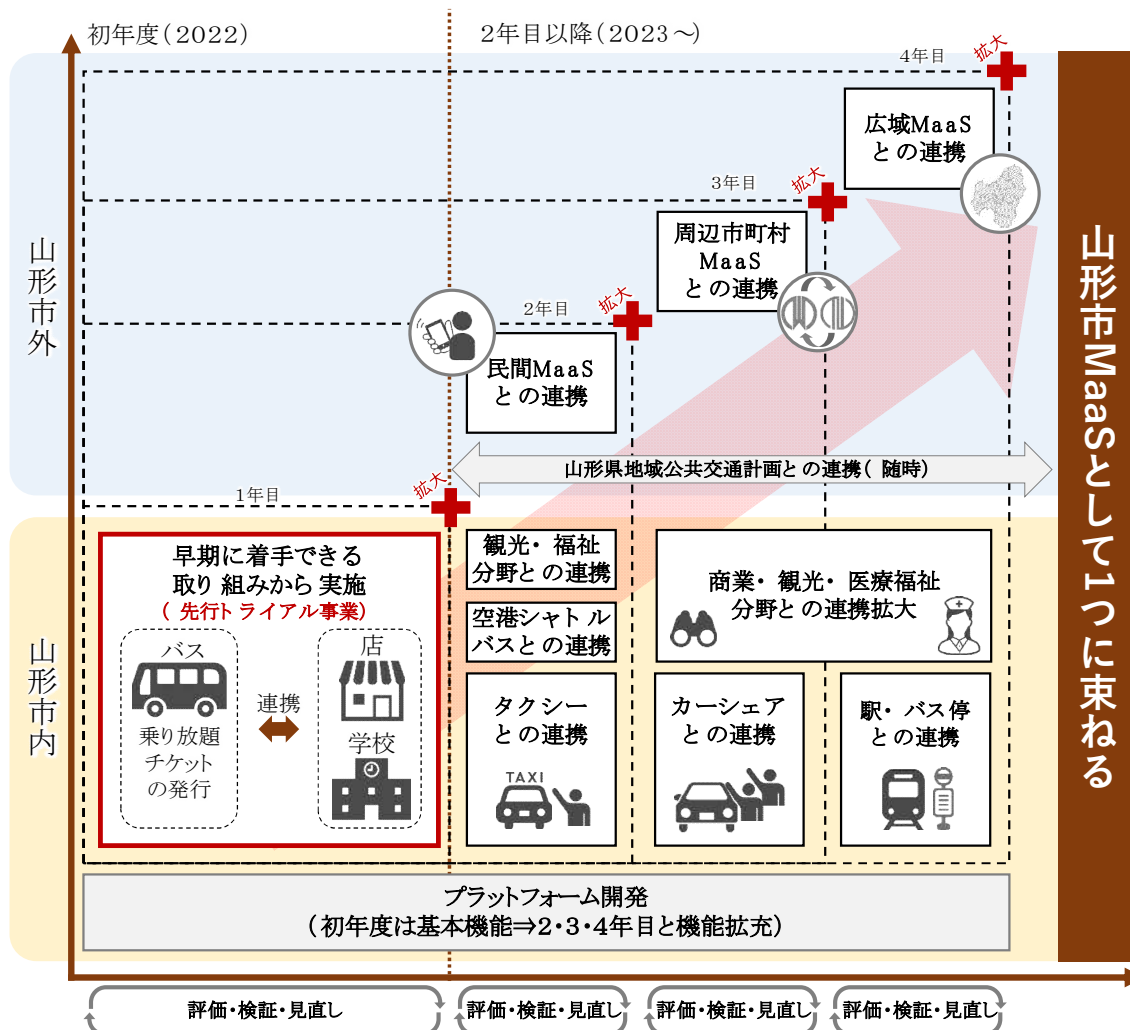 初年度(2022)
2年目以降(2023～)
4年目
拡大
広域MaaS
との連携
3年目
拡大
周辺市町村
MaaS
との連携
2年目
拡大
民間MaaS
との連携
山形市外
山形県地域公共交通計画との連携(随時)
1年目
拡大
早期に着手できる
取り組みから実施
(先行トライアル事業)
バス
乗り放題
チケット
の発行
連携
店
学校
観光・福祉
分野との連携
空港シャトル
バスとの連携
商業・観光・医療福祉
分野との連携拡大
タクシー
との連携
TAXI
カーシェア
との連携
駅・バス停
との連携
山形市内
プラットフォーム開発
(初年度は基本機能⇒2・3・4年目と機能拡充)
山形市MaaSとして1つに束ねる
評価・検証・見直し
評価・検証・見直し
評価・検証・見直し
評価・検証・見直し